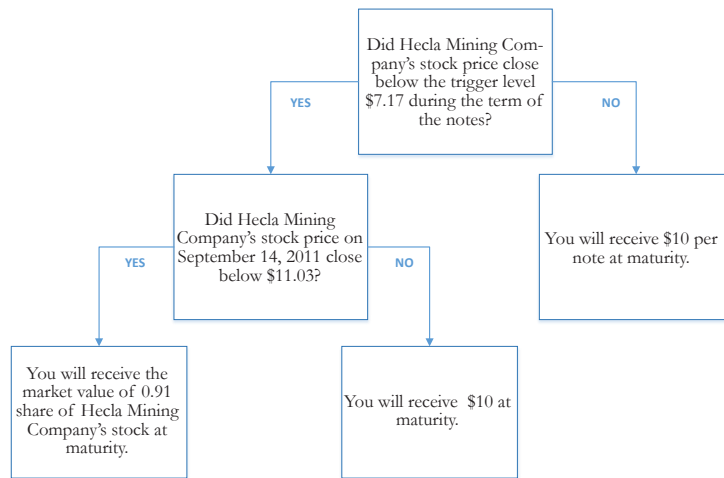 Did Hecla Mining Com-
pany's stock price close
below the trigger level
$7.17 during the term of
the notes?
YES
NO
Did Hecla Mining
Company's stock price on
September 14, 2011 close
below $11.03?
You will receive $10 per
note at maturity.
YES
NO
You will receive the
market value of 0.91
share of Hecla Mining
Company's stock at
maturity.
You will receive  $10 at
maturity.